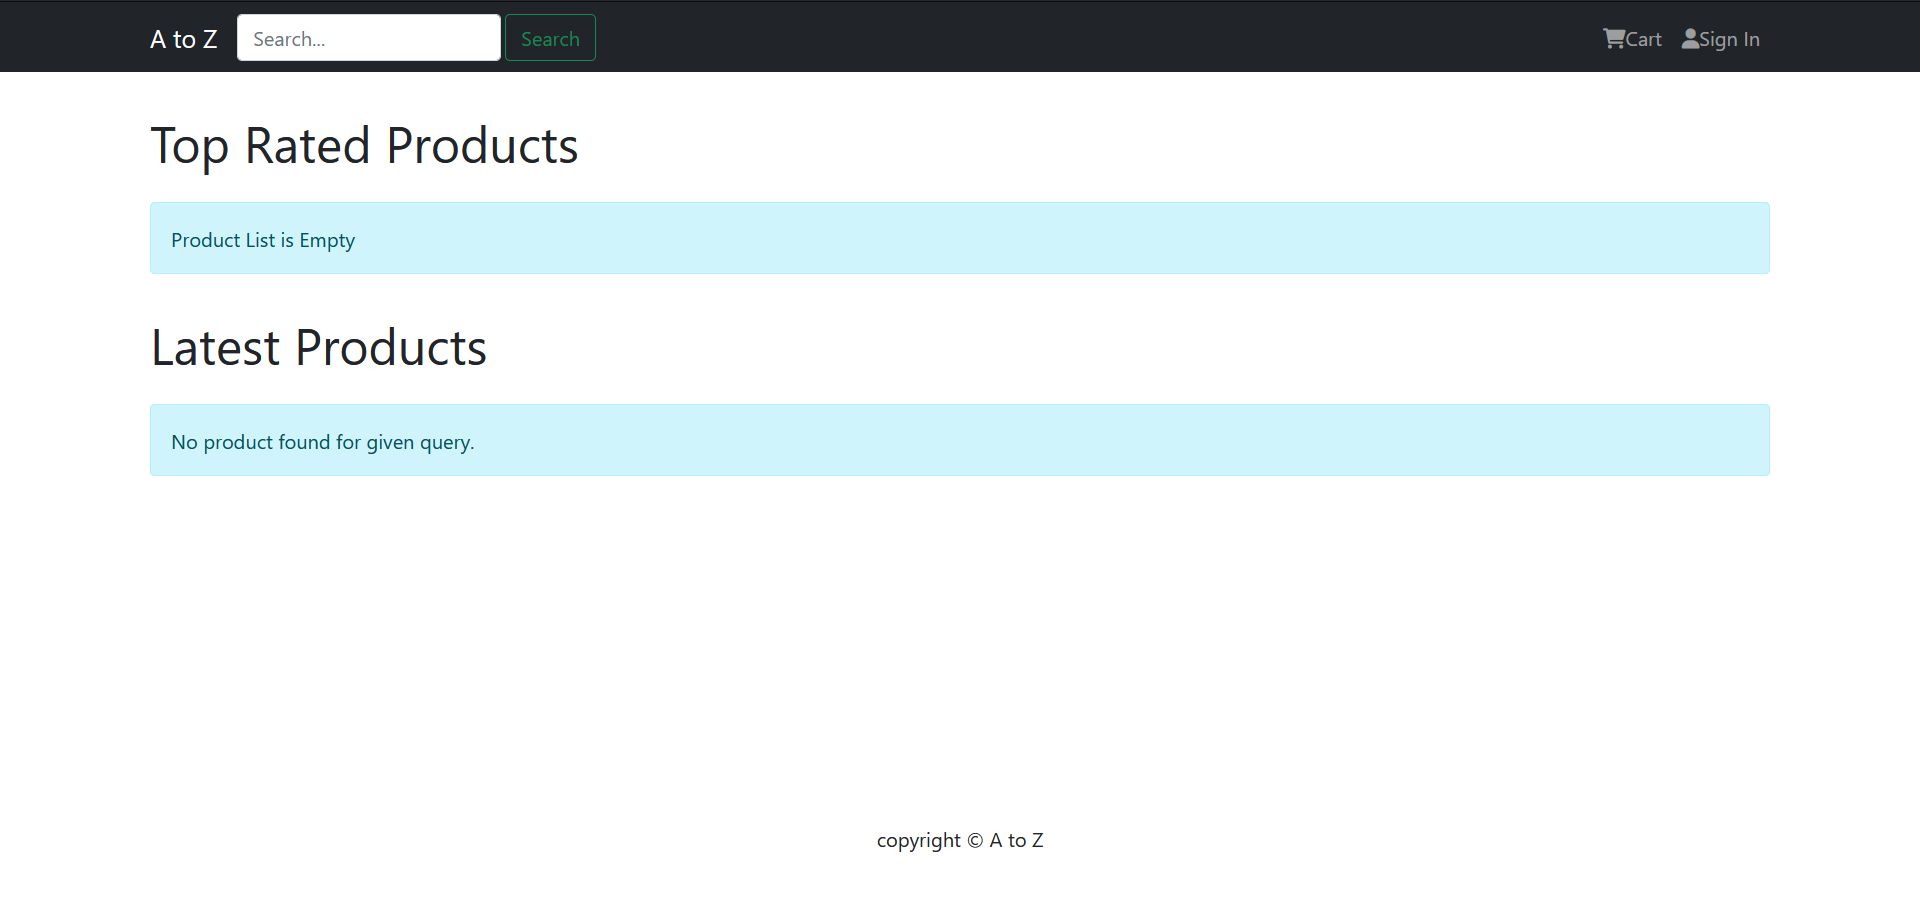 A to Z Search... Search Cart Sign In
Top Rated Products
Product List is Empty
Latest Products
No product found for given query.
copyright © A to Z